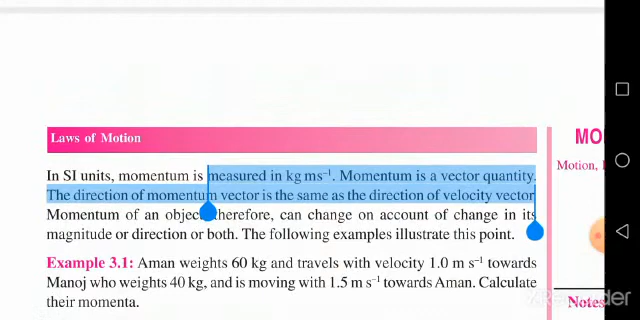 Laws of Motion
In SI units, momentum is measured in kg ms⁻¹. Momentum is a vector quantity.
The direction of momentum vector is the same as the direction of velocity vector
Momentum of an object therefore, can change on account of change in its
magnitude or direction or both. The following examples illustrate this point.
Example 3.1: Aman weights 60 kg and travels with velocity 1.0 m s⁻¹ towards
Manoj who weights 40 kg, and is moving with 1.5 m s⁻¹ towards Aman. Calculate
their momenta.
MO
Motion,
Notes